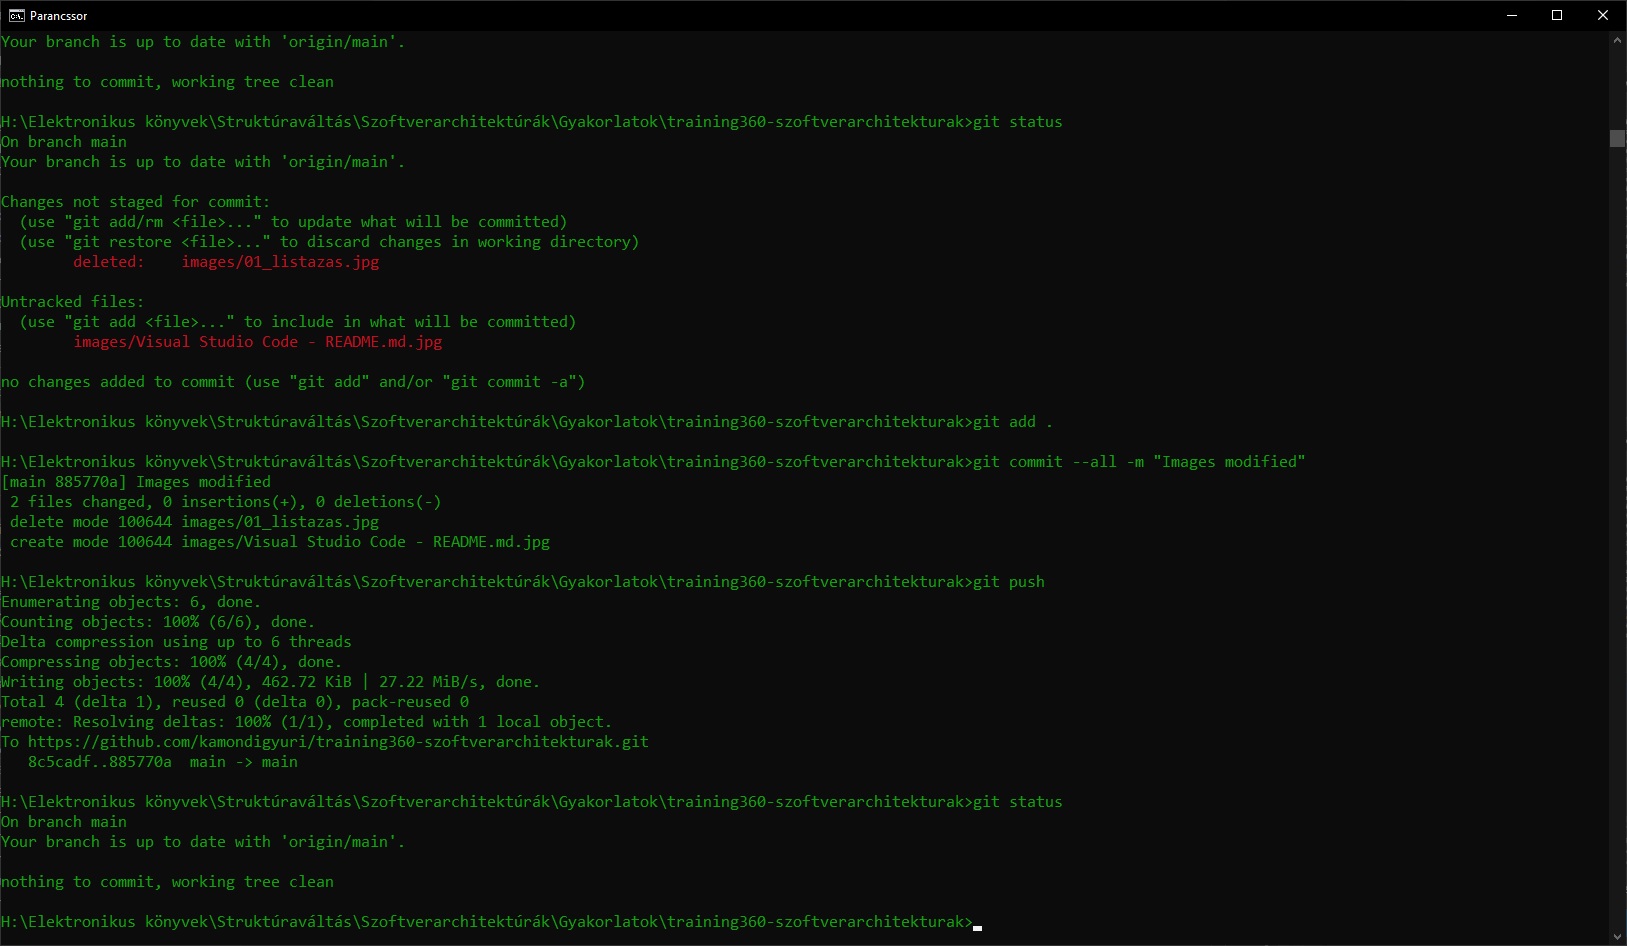 Parancssor
Your branch is up to date with 'origin/main'.
nothing to commit, working tree clean
H:\Elektronikus könyvek\Struktúraváltás\Szoftverarchitektúrák\Gyakorlatok\training360-szoftverarchitekturak>git status
On branch main
Your branch is up to date with 'origin/main'.
Changes not staged for commit:
  (use "git add/rm <file>..." to update what will be committed)
  (use "git restore <file>..." to discard changes in working directory)
        deleted:    images/01_listazas.jpg
Untracked files:
  (use "git add <file>..." to include in what will be committed)
        images/Visual Studio Code - README.md.jpg
no changes added to commit (use "git add" and/or "git commit -a")
H:\Elektronikus könyvek\Struktúraváltás\Szoftverarchitektúrák\Gyakorlatok\training360-szoftverarchitekturak>git add .
H:\Elektronikus könyvek\Struktúraváltás\Szoftverarchitektúrák\Gyakorlatok\training360-szoftverarchitekturak>git commit --all -m "Images modified"
[main 885770a] Images modified
 2 files changed, 0 insertions(+), 0 deletions(-)
 delete mode 100644 images/01_listazas.jpg
 create mode 100644 images/Visual Studio Code - README.md.jpg
H:\Elektronikus könyvek\Struktúraváltás\Szoftverarchitektúrák\Gyakorlatok\training360-szoftverarchitekturak>git push
Enumerating objects: 6, done.
Counting objects: 100% (6/6), done.
Delta compression using up to 6 threads
Compressing objects: 100% (4/4), done.
Writing objects: 100% (4/4), 462.72 KiB | 27.22 MiB/s, done.
Total 4 (delta 1), reused 0 (delta 0), pack-reused 0
remote: Resolving deltas: 100% (1/1), completed with 1 local object.
To https://github.com/kamondigyuri/training360-szoftverarchitekturak.git
   8c5cadf..885770a  main -> main
H:\Elektronikus könyvek\Struktúraváltás\Szoftverarchitektúrák\Gyakorlatok\training360-szoftverarchitekturak>git status
On branch main
Your branch is up to date with 'origin/main'.
nothing to commit, working tree clean
H:\Elektronikus könyvek\Struktúraváltás\Szoftverarchitektúrák\Gyakorlatok\training360-szoftverarchitekturak>